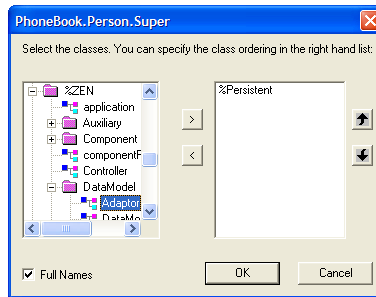 PhoneBook.Person.Super
Select the classes. You can specify the class ordering in the right hand list:
%ZEN
application
Auxiliary
Component
componentF
Controller
DataModel
Adaptor
DataMo
%Persistent
>
<
Full Names
OK
Cancel